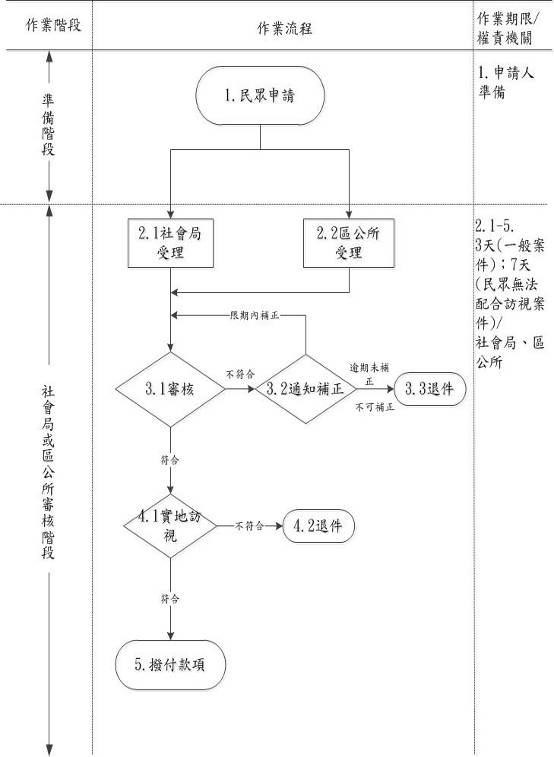 作業階段
作業流程
作業期限/
權責機關
準備階段
1.民眾申請
1.申請人
準備
社會局或區公所審核階段
2.1社會局
受理
2.2區公所
受理
2.1-5.
3天(一般案
件)；7天
(民眾無法
配合訪視案
件)/
社會局、區
公所
限期內補正
3.1審核
不符合
3.2通知補正
逾期未補
正
不可補正
3.3退件
符合
4.1實地訪
視
不符合
4.2退件
符合
5.撥付款項